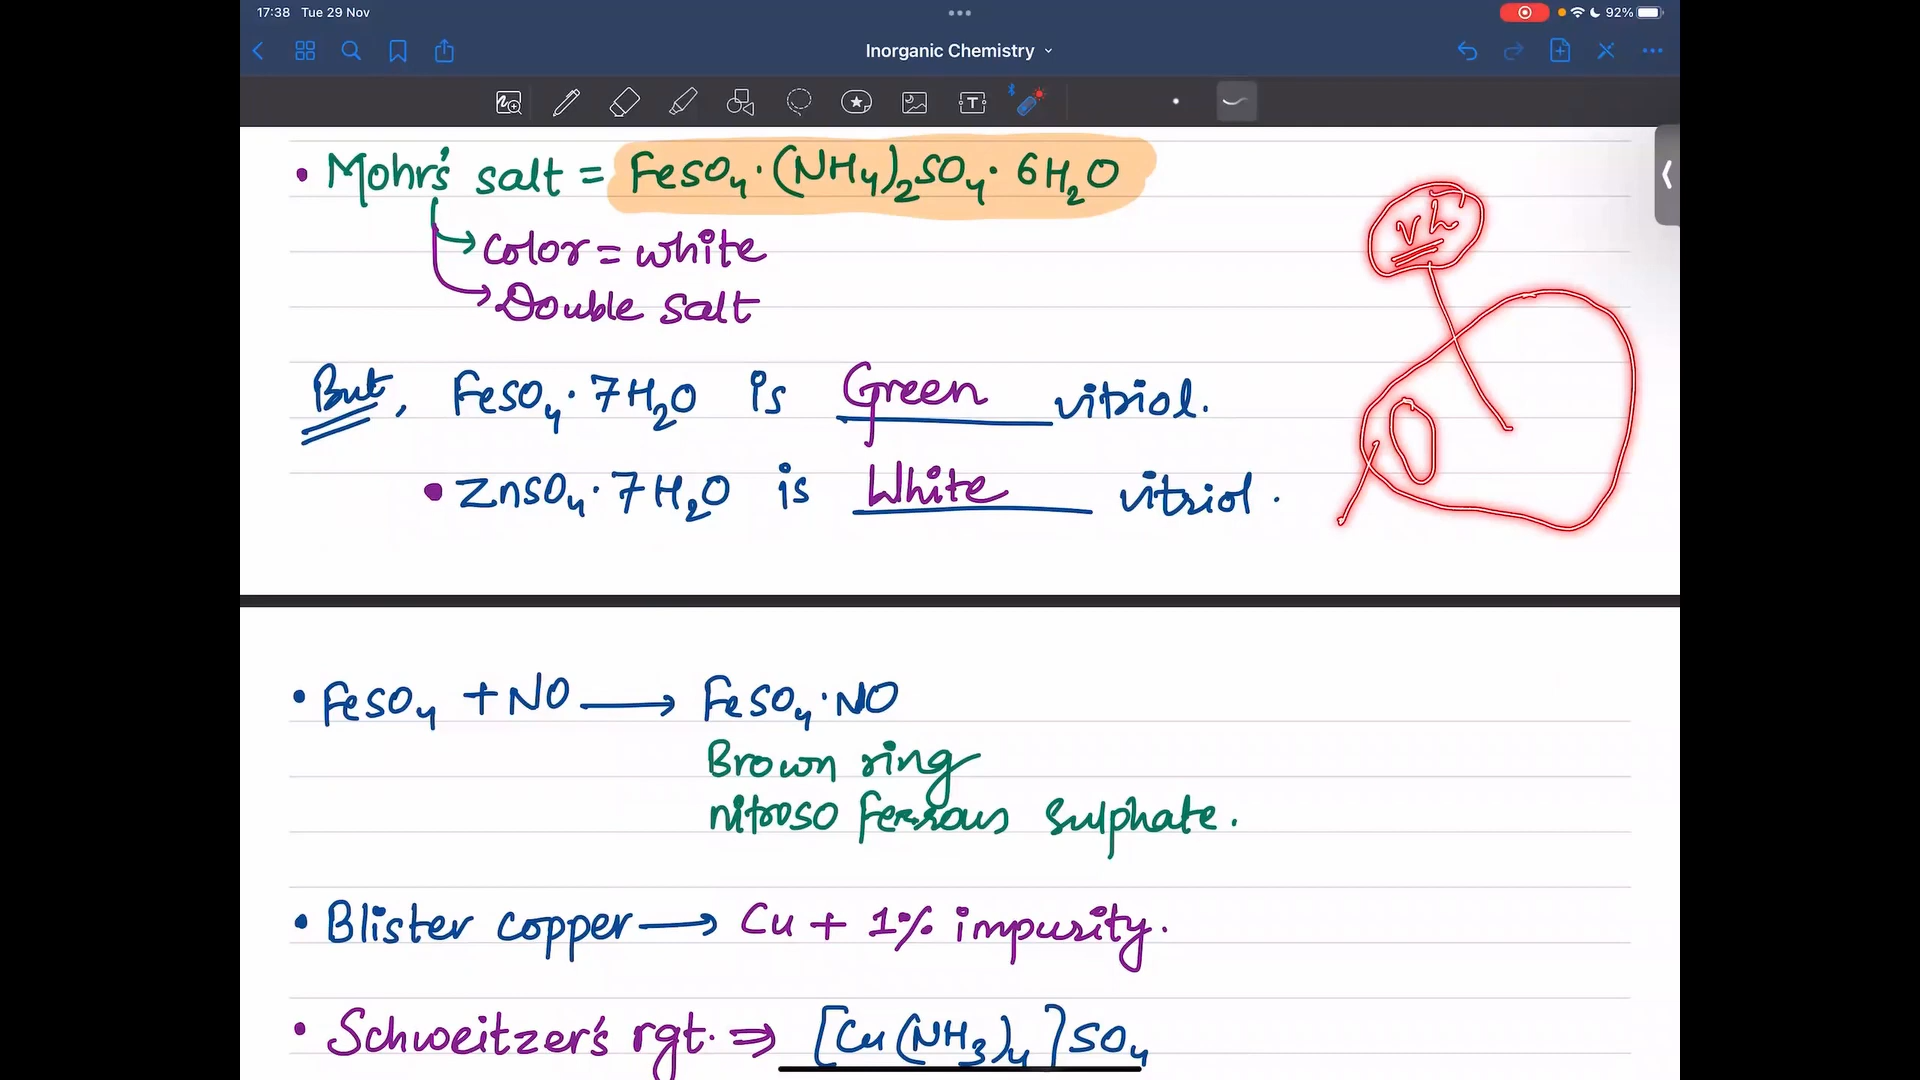 17:38 Tue 29 Nov
92%
Inorganic Chemistry
• Mohr's salt = FeSO₄·(NH₄)₂SO₄·6H₂O
Color = white
Double salt
But, FeSO₄·7H₂O is Green vitriol.
• ZnSO₄·7H₂O is White vitriol.
• FeSO₄ + NO → FeSO₄·NO
Brown ring
nitroso ferrous sulphate.
• Blister copper → Cu + 1% impurity.
• Schweitzer's rgt. ⇒ [Cu(NH₃)₄]SO₄